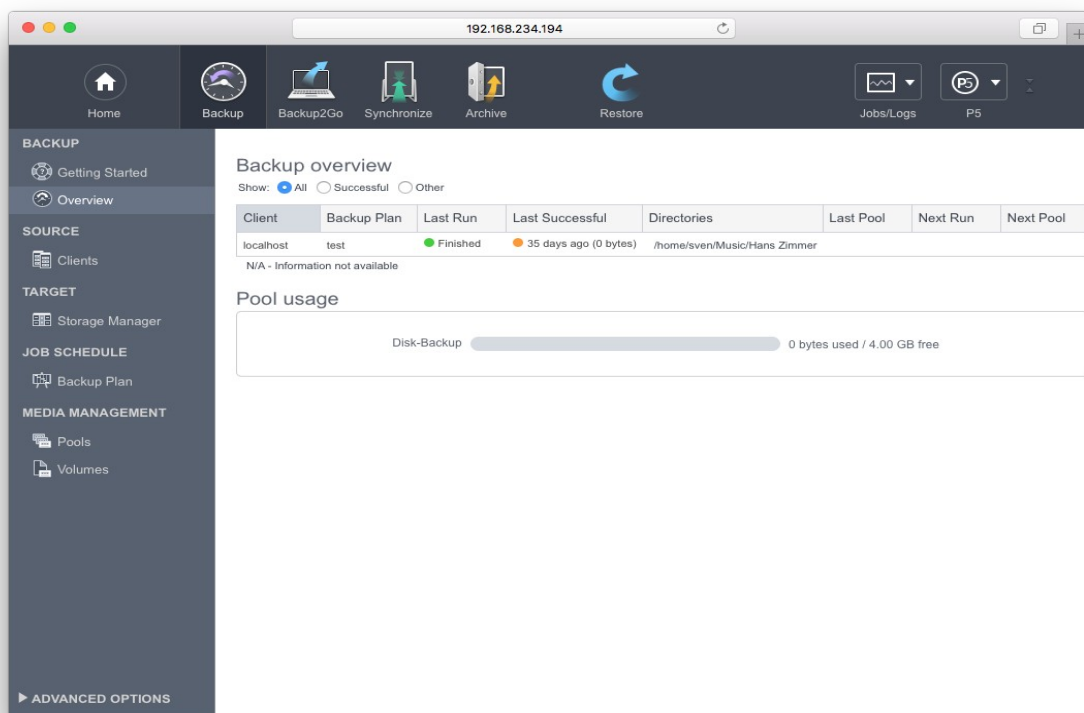 192.168.234.194
Home
Backup
Backup2Go
Synchronize
Archive
Restore
Jobs/Logs
P5
P5
BACKUP
Getting Started
Overview
SOURCE
Clients
TARGET
Storage Manager
JOB SCHEDULE
Backup Plan
MEDIA MANAGEMENT
Pools
Volumes
ADVANCED OPTIONS
Backup overview
Show: All Successful Other
Client Backup Plan Last Run Last Successful Directories Last Pool Next Run Next Pool
localhost test Finished 35 days ago (0 bytes) /home/sven/Music/Hans Zimmer
N/A - Information not available
Pool usage
Disk-Backup 0 bytes used / 4.00 GB free